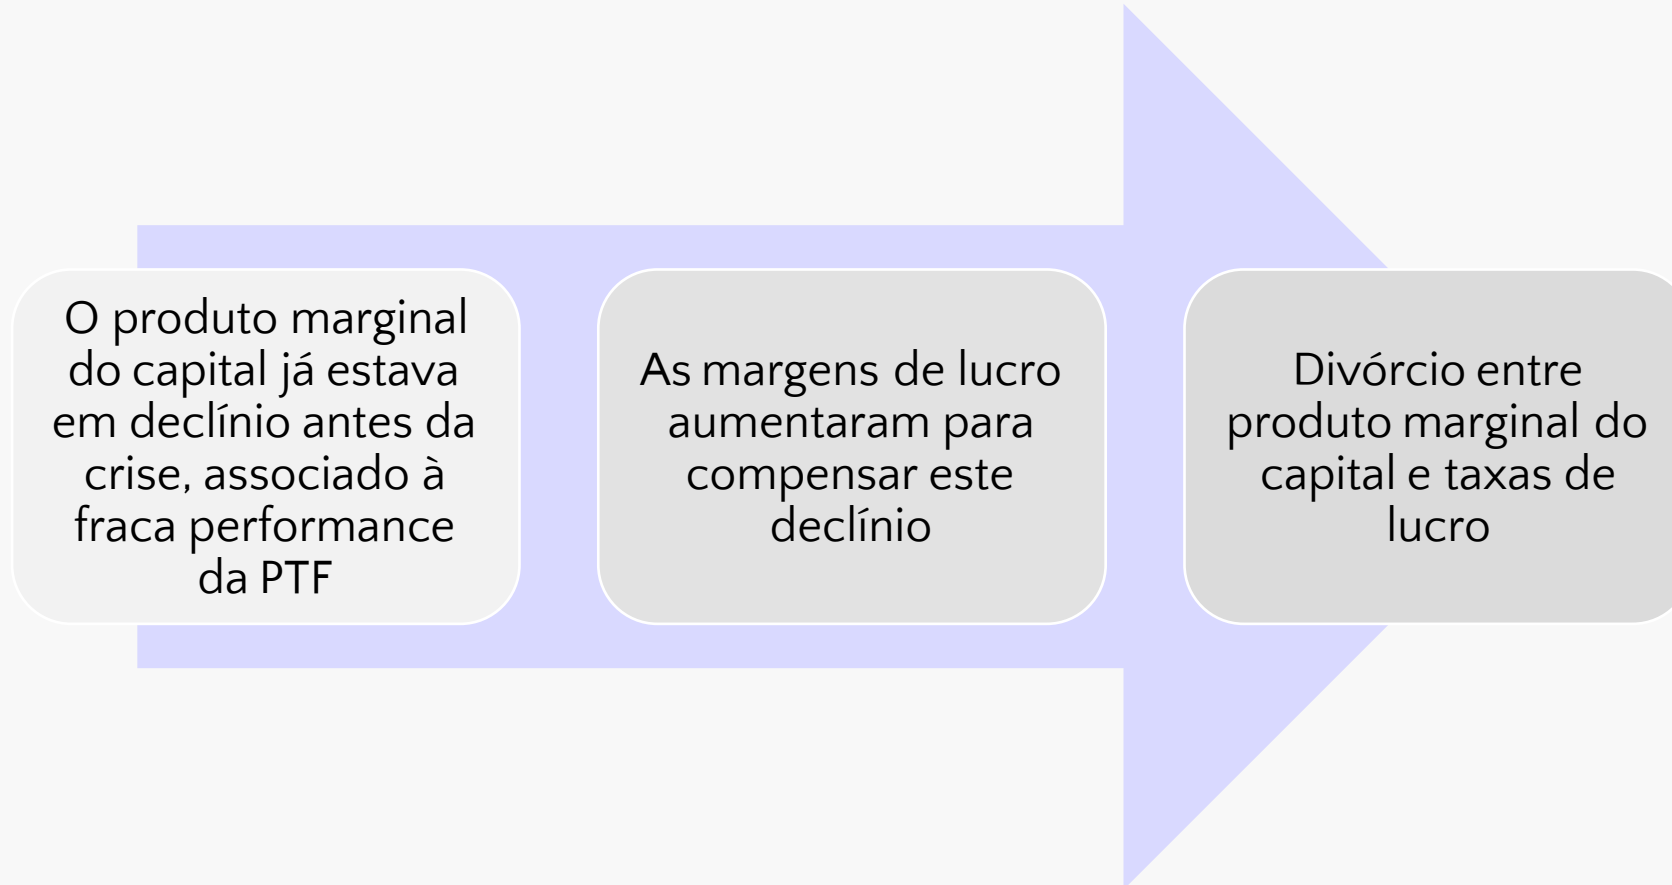 O produto marginal
do capital já estava
em declínio antes da
crise, associado à
fraca performance
da PTF
As margens de lucro
aumentaram para
compensar este
declínio
Divórcio entre
produto marginal do
capital e taxas de
lucro